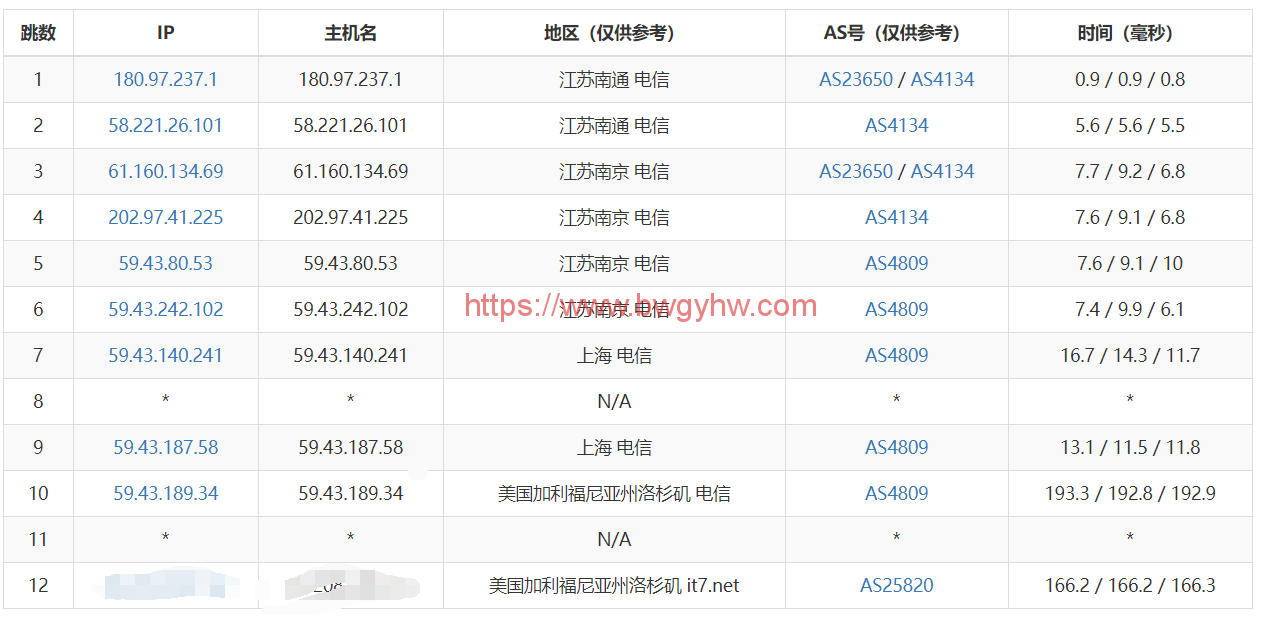 跳数 IP 主机名 地区（仅供参考） AS号（仅供参考） 时间（毫秒）
1 180.97.237.1 180.97.237.1 江苏南通 电信 AS23650 / AS4134 0.9 / 0.9 / 0.8
2 58.221.26.101 58.221.26.101 江苏南通 电信 AS4134 5.6 / 5.6 / 5.5
3 61.160.134.69 61.160.134.69 江苏南京 电信 AS23650 / AS4134 7.7 / 9.2 / 6.8
4 202.97.41.225 202.97.41.225 江苏南京 电信 AS4134 7.6 / 9.1 / 6.8
5 59.43.80.53 59.43.80.53 江苏南京 电信 AS4809 7.6 / 9.1 / 10
6 59.43.242.102 59.43.242.102 江苏南京 电信 AS4809 7.4 / 9.9 / 6.1
https://www.bwgyhw.com
7 59.43.140.241 59.43.140.241 上海 电信 AS4809 16.7 / 14.3 / 11.7
8 * * N/A * *
9 59.43.187.58 59.43.187.58 上海 电信 AS4809 13.1 / 11.5 / 11.8
10 59.43.189.34 59.43.189.34 美国加利福尼亚州洛杉矶 电信 AS4809 193.3 / 192.8 / 192.9
11 * * N/A * *
12 美国加利福尼亚州洛杉矶 it7.net AS25820 166.2 / 166.2 / 166.3